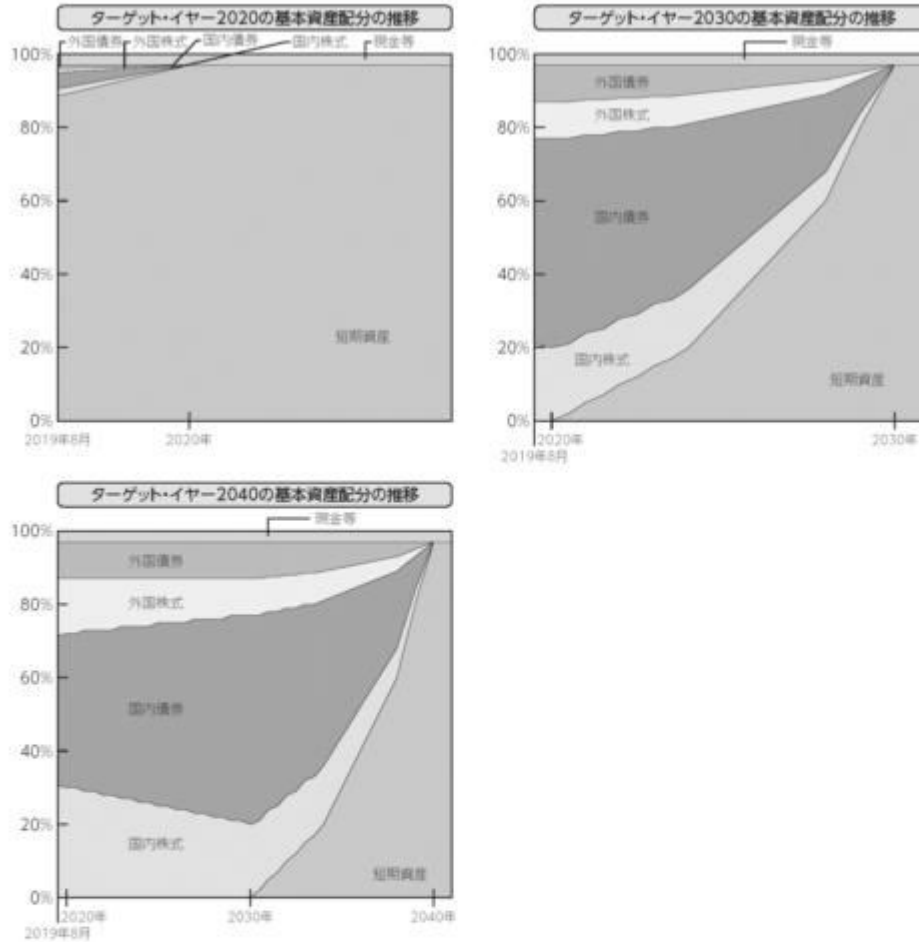 ターゲット・イヤー2020の基本資産配分の推移
外国債券 外国株式 国内債券 国内株式 現金等
100%
80%
60%
40%
20%
0%
短期資産
2019年8月 2020年
ターゲット・イヤー2030の基本資産配分の推移
現金等
100%
80%
60%
40%
20%
0%
外国債券
外国株式
国内債券
国内株式
短期資産
2020年 2030年
2019年8月
ターゲット・イヤー2040の基本資産配分の推移
現金等
100%
80%
60%
40%
20%
0%
外国債券
外国株式
国内債券
国内株式
短期資産
2020年 2030年 2040年
2019年8月